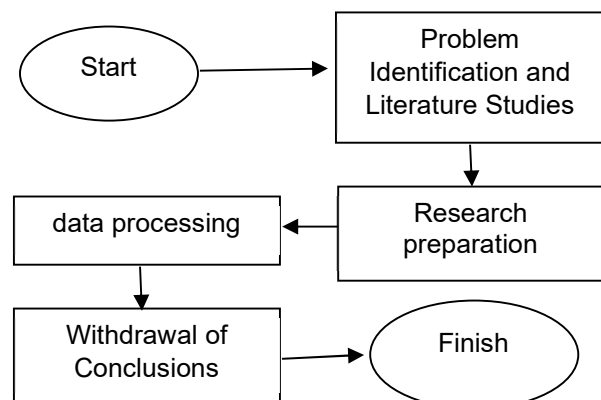 Start
Problem
Identification and
Literature Studies
Research
preparation
data processing
Withdrawal of
Conclusions
Finish